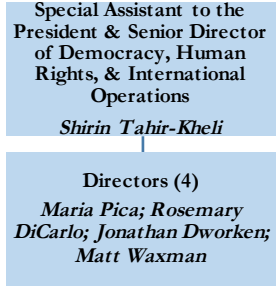 Special Assistant to the
President & Senior Director
of Democracy, Human
Rights, & International
Operations
Shirin Tahir-Kheli
Directors (4)
Maria Pica; Rosemary
DiCarlo; Jonathan Dworken;
Matt Waxman